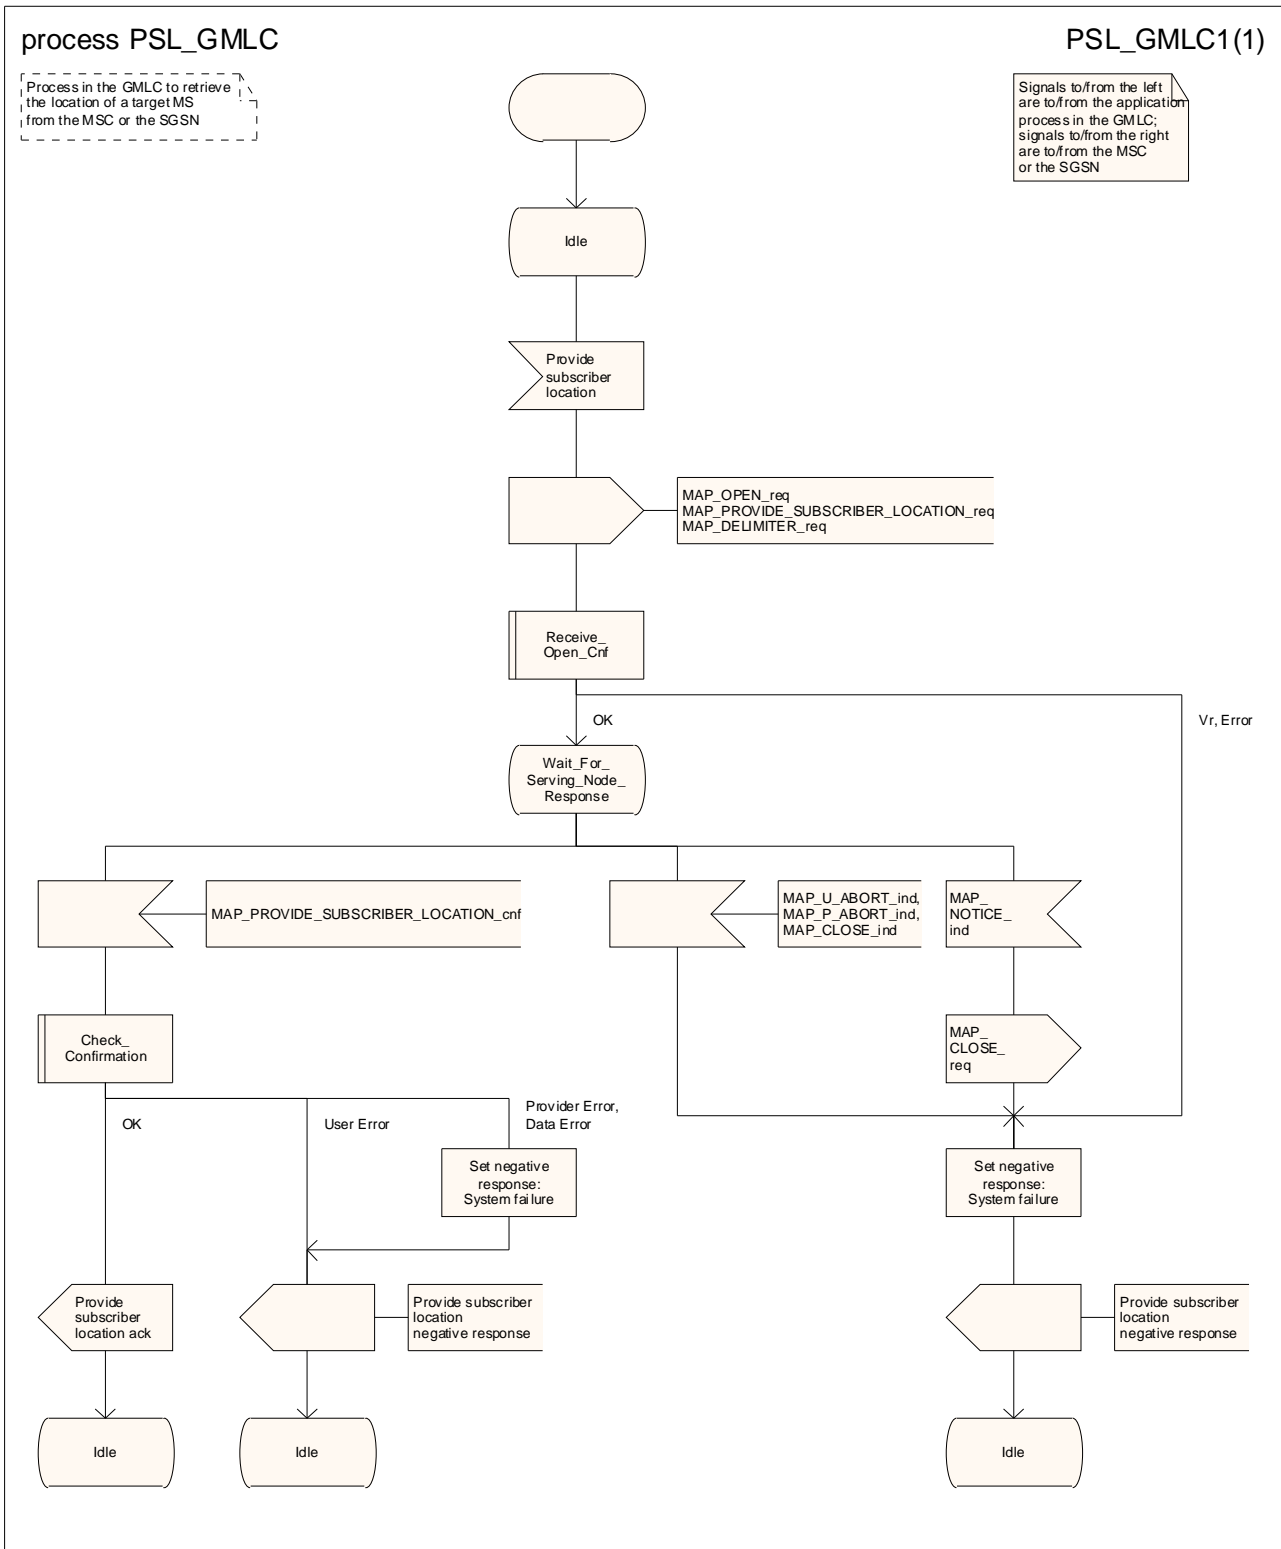 process PSL_GMLC
PSL_GMLC1(1)
Process in the GMLC to retrieve
the location of a target MS
from the MSC or the SGSN
Signals to/from the left
are to/from the application
process in the GMLC;
signals to/from the right
are to/from the MSC
or the SGSN
Idle
Provide
subscriber
location
MAP_OPEN_req
MAP_PROVIDE_SUBSCRIBER_LOCATION_req
MAP_DELIMITER_req
Receive_
Open_Cnf
OK
Vr, Error
Wait_For_
Serving_Node_
Response
MAP_PROVIDE_SUBSCRIBER_LOCATION_cnf
MAP_U_ABORT_ind,
MAP_P_ABORT_ind,
MAP_CLOSE_ind
MAP_
NOTICE_
ind
Check_
Confirmation
MAP_
CLOSE_
req
OK
User Error
Provider Error,
Data Error
Set negative
response:
System failure
Set negative
response:
System failure
Provide
subscriber
location ack
Provide subscriber
location
negative response
Provide subscriber
location
negative response
Idle
Idle
Idle